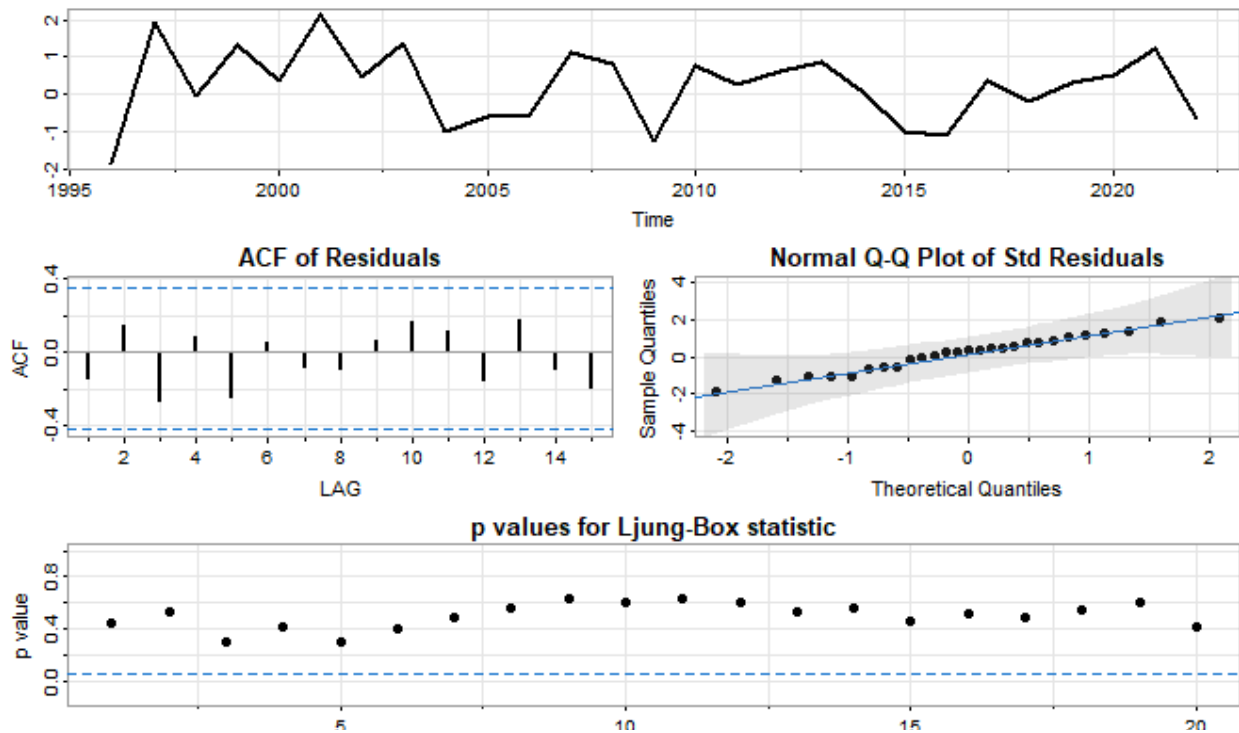 2
1
0
-1
-2
1995 2000 2005 2010 2015 2020
Time
ACF of Residuals
0.4
0.0
-0.4
ACF
2 4 6 8 10 12 14
LAG
Normal Q-Q Plot of Std Residuals
4
2
0
-2
-4
Sample Quantiles
-2 -1 0 1 2
Theoretical Quantiles
p values for Ljung-Box statistic
0.8
0.4
0.0
p value
5 10 15 20